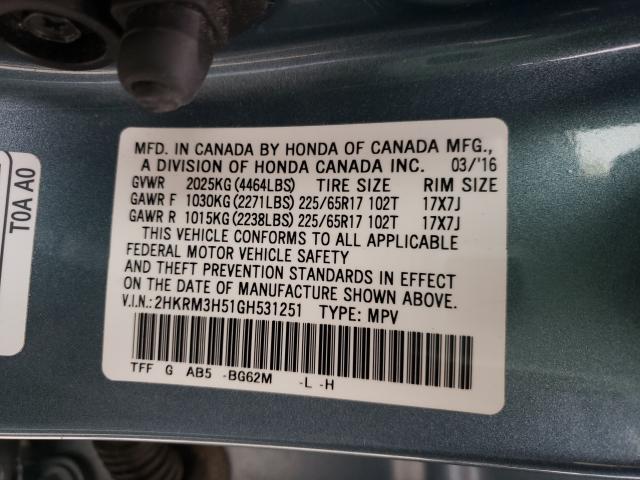 MFD. IN CANADA BY HONDA OF CANADA MFG.,
A DIVISION OF HONDA CANADA INC. 03/'16
GVWR 2025KG (4464LBS) TIRE SIZE RIM SIZE
GAWR F 1030KG (2271LBS) 225/65R17 102T 17X7J
GAWR R 1015KG (2238LBS) 225/65R17 102T 17X7J
THIS VEHICLE CONFORMS TO ALL APPLICABLE
FEDERAL MOTOR VEHICLE SAFETY
AND THEFT PREVENTION STANDARDS IN EFFECT
ON THE DATE OF MANUFACTURE SHOWN ABOVE.
V.I.N.:2HKRM3H51GH531251 TYPE: MPV
TFF G AB5 -BG62M -L -H
T0A A0